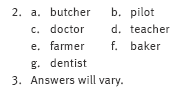 2. a. butcher b. pilot
c. doctor d. teacher
e. farmer f. baker
g. dentist
3. Answers will vary.